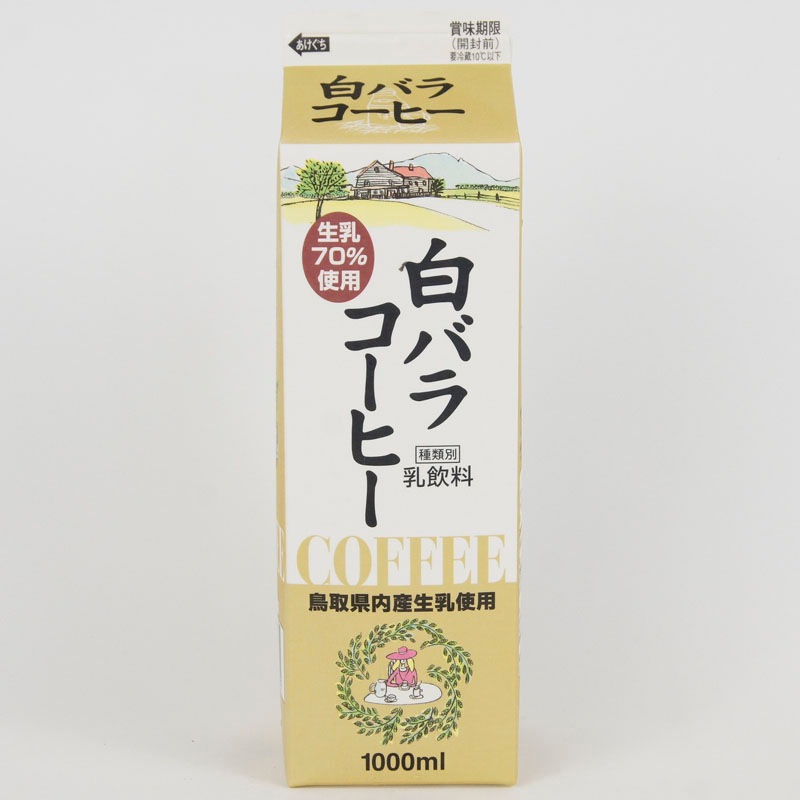 あけぐち
賞味期限
(開封前)
要冷蔵10℃以下
白バラ
コーヒー
生乳
70%
使用
白バラ
コーヒー
種類別
乳飲料
COFFEE
鳥取県内産生乳使用
1000ml